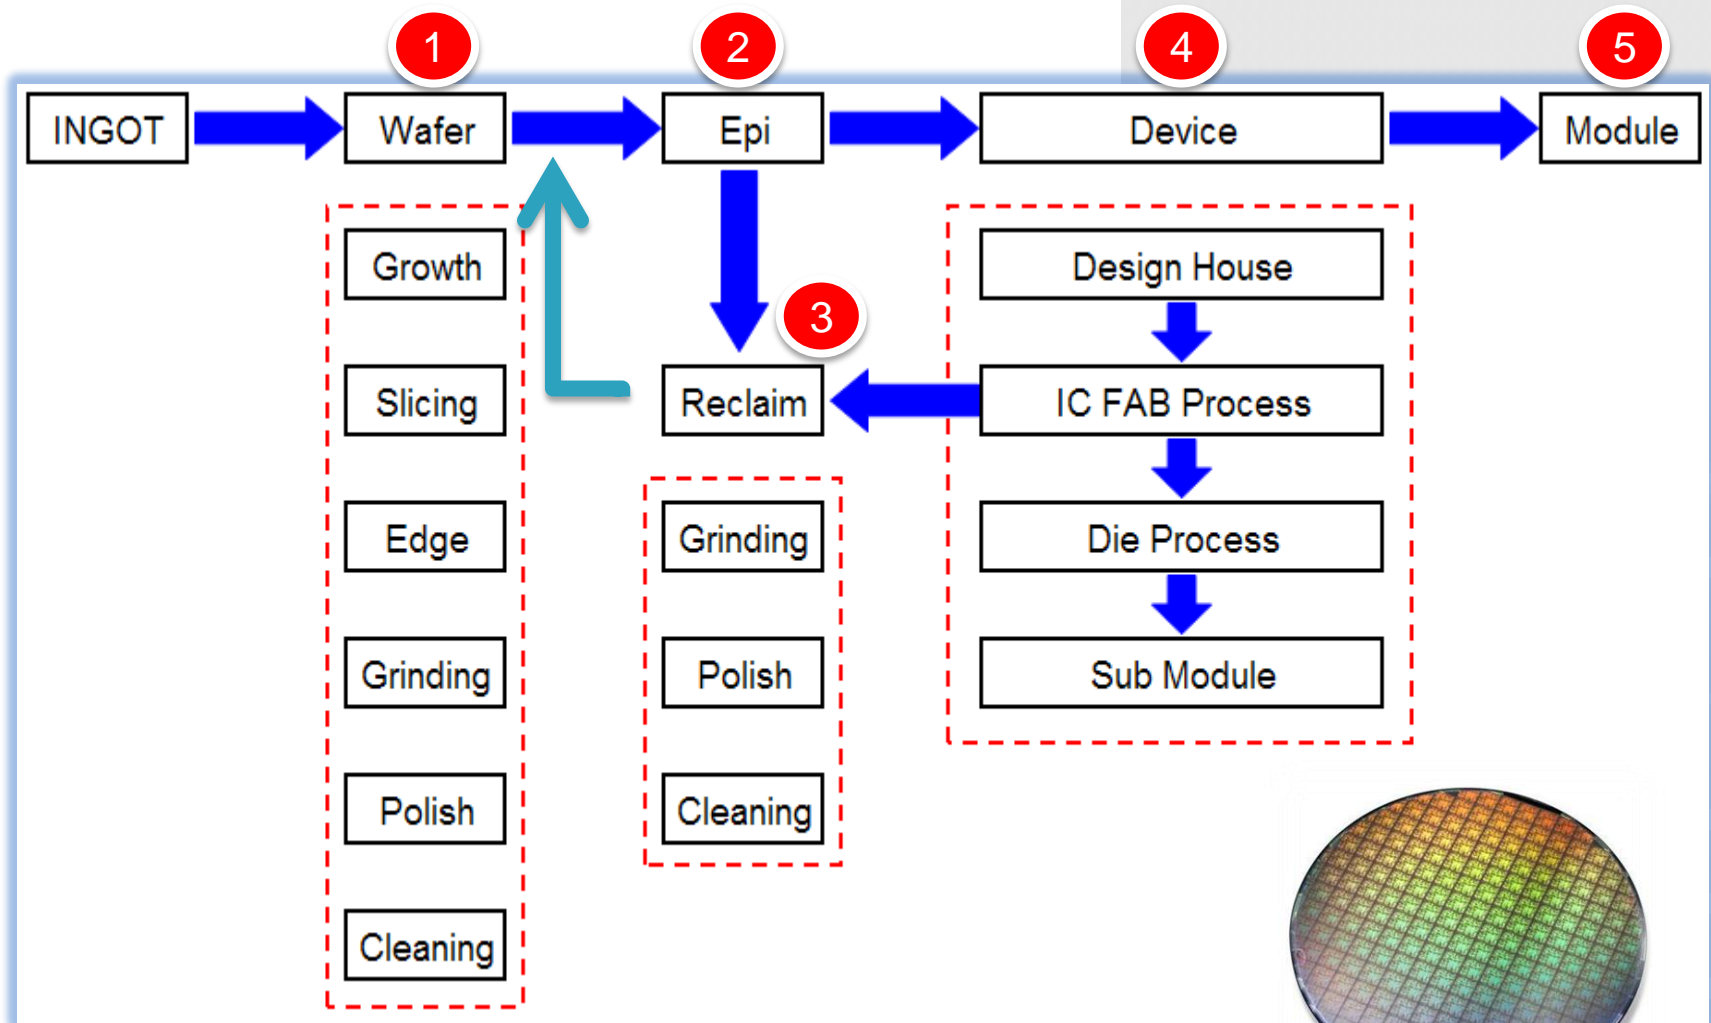 1
2
4
5
INGOT
Wafer
Epi
Device
Module
Growth
Design House
3
Slicing
Reclaim
IC FAB Process
Edge
Grinding
Die Process
Grinding
Polish
Sub Module
Polish
Cleaning
Cleaning